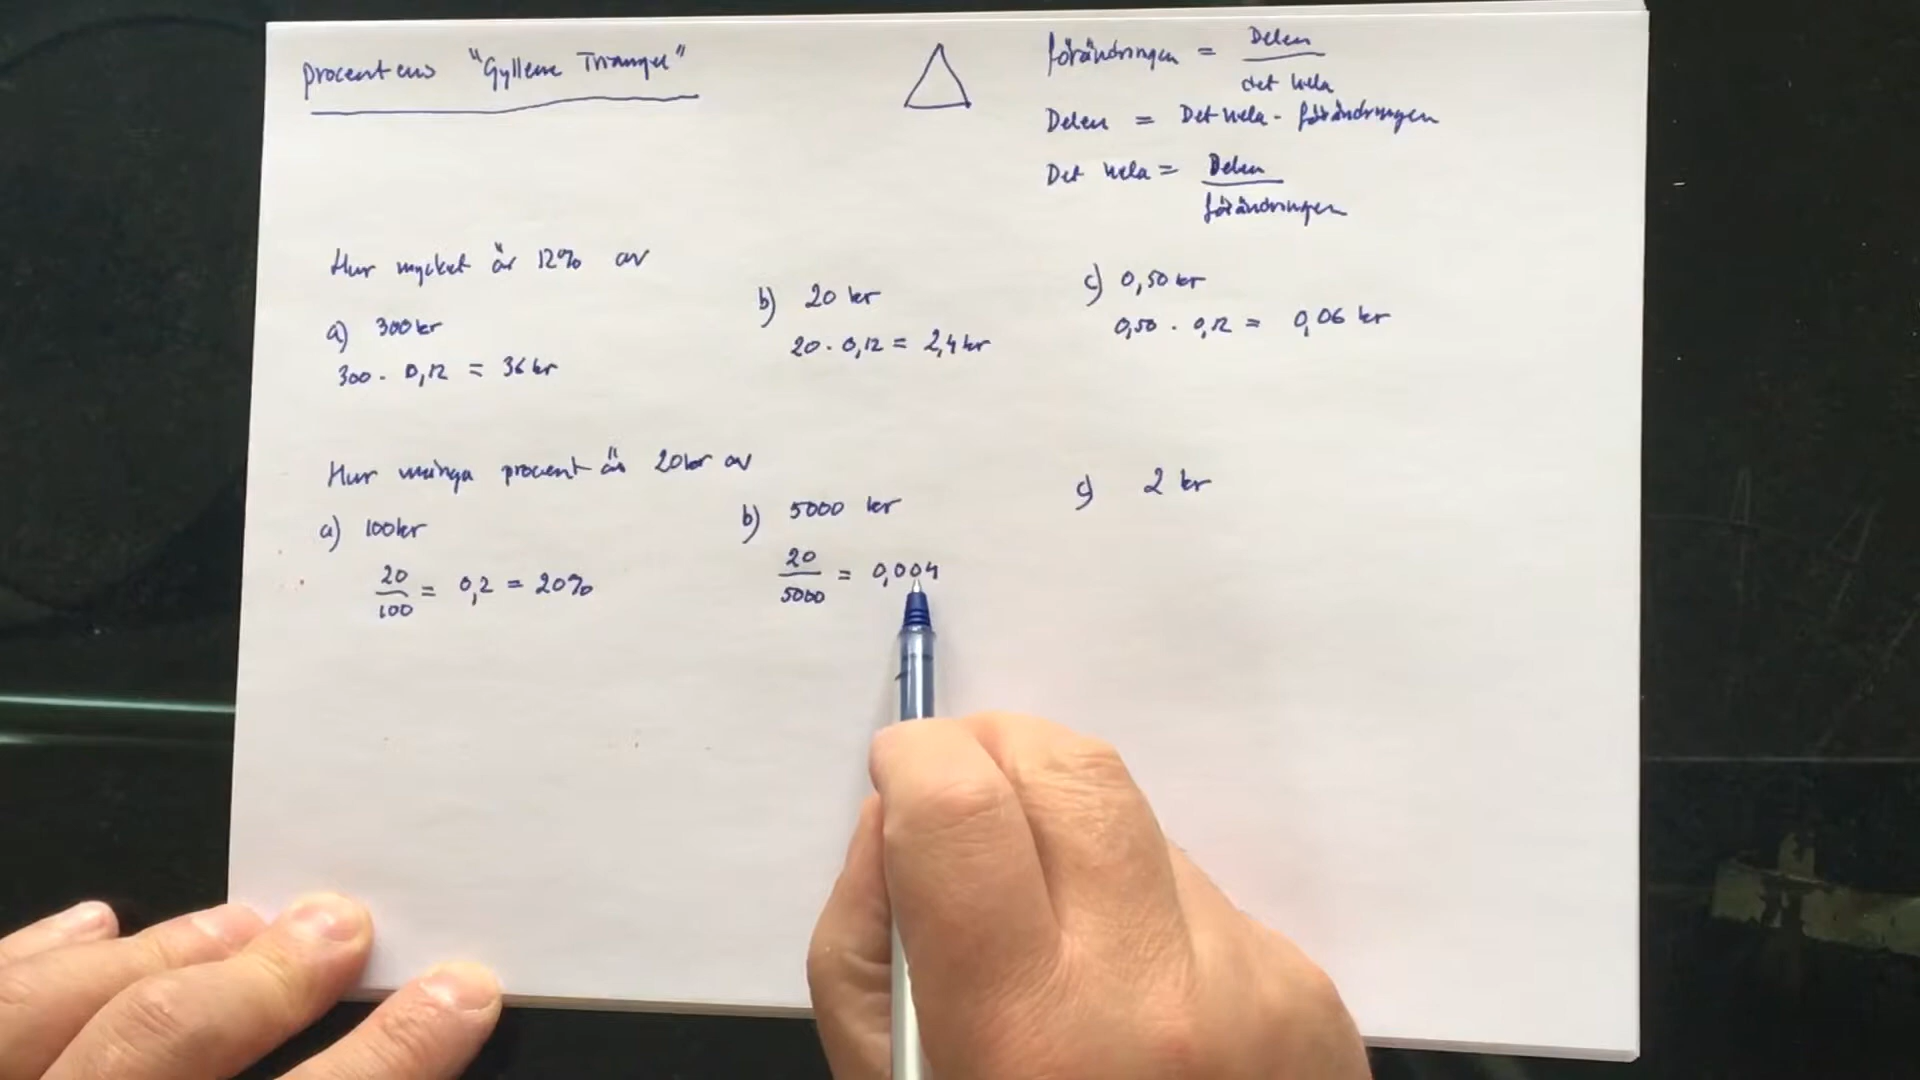 procentens "Gyllene Triangel"
förändringen = Delen
det hela
Delen = Det hela · förändringen
Det hela = Delen
förändringen
Hur mycket är 12% av
a) 300 kr
300 · 0,12 = 36 kr
b) 20 kr
20 · 0,12 = 2,4 kr
c) 0,50 kr
0,50 · 0,12 = 0,06 kr
Hur många procent är 20 kr av
a) 100 kr
20
100 = 0,2 = 20%
b) 5000 kr
20
5000 = 0,004
c) 2 kr